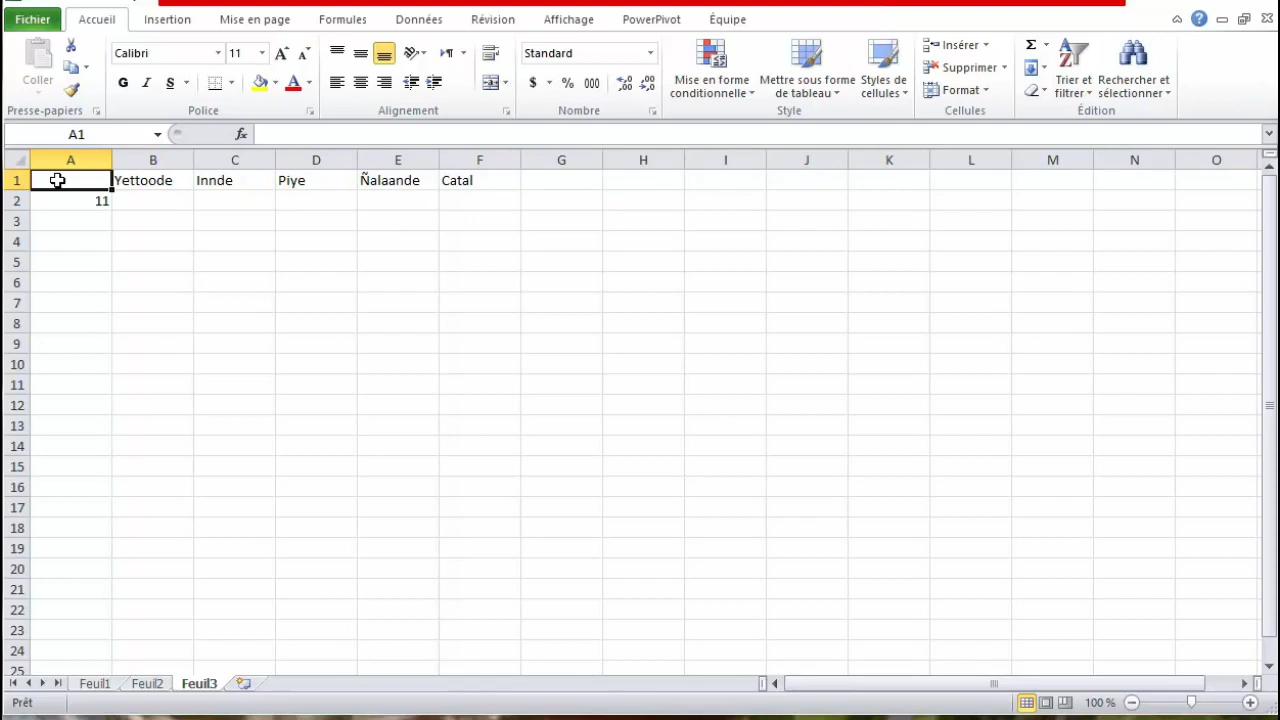 Fichier Accueil Insertion Mise en page Formules Données Révision Affichage PowerPivot Équipe
Coller
Calibri 11
G I S
Standard
$ % 000
Mise en forme conditionnelle
Mettre sous forme de tableau
Styles de cellules
Insérer
Supprimer
Format
Σ
Trier et filtrer
Rechercher et sélectionner
Presse-papiers Police Alignement Nombre Style Cellules Édition
A1 fx
A B C D E F G H I J K L M N O
1 Yettoode Innde Piye Ñalaande Catal
2 11
3
4
5
6
7
8
9
10
11
12
13
14
15
16
17
18
19
20
21
22
23
24
25
Feuil1 Feuil2 Feuil3
Prêt 100 %